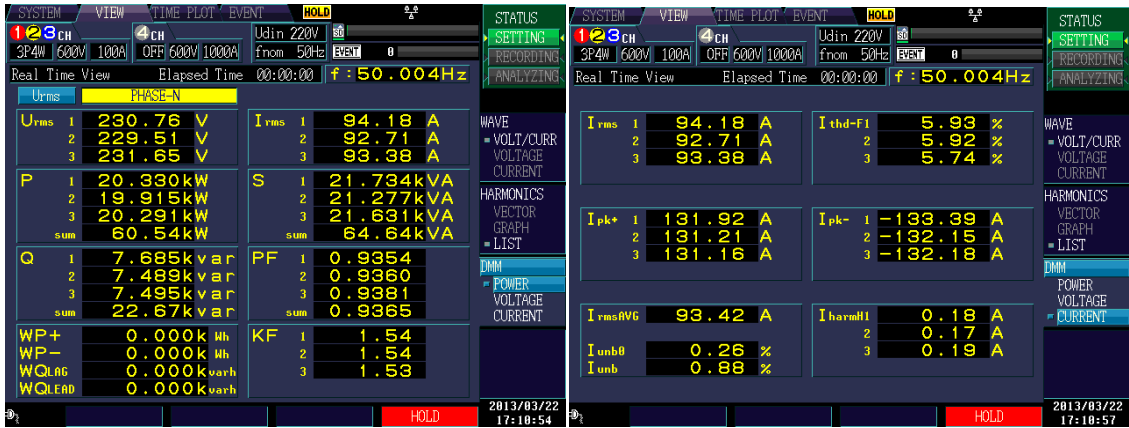 SYSTEM VIEW TIME PLOT EVENT HOLD
123CH 4CH Udin 220V SD
3P4W 600V 100A OFF 600V 1000A fnom 50Hz EVENT 0
Real Time View Elapsed Time 00:00:00 f:50.004Hz
Urms PHASE-N
Urms 1 230.76 V Irms 1 94.18 A
2 229.51 V 2 92.71 A
3 231.65 V 3 93.38 A
P 1 20.330kW S 1 21.734kVA
2 19.915kW 2 21.277kVA
3 20.291kW 3 21.631kVA
sum 60.54kW sum 64.64kVA
Q 1 7.685kvar PF 1 0.9354
2 7.489kvar 2 0.9360
3 7.495kvar 3 0.9381
sum 22.67kvar sum 0.9365
WP+ 0.000k Wh KF 1 1.54
WP- 0.000k Wh 2 1.54
WQLAG 0.000k varh 3 1.53
WQLEAD 0.000k varh
HOLD
STATUS
SETTING
RECORDING
ANALYZING
WAVE
VOLT/CURR
VOLTAGE
CURRENT
HARMONICS
VECTOR
GRAPH
LIST
DMM
POWER
VOLTAGE
CURRENT
2013/03/22
17:10:54
SYSTEM VIEW TIME PLOT EVENT HOLD
123CH 4CH Udin 220V SD
3P4W 600V 100A OFF 600V 1000A fnom 50Hz EVENT 0
Real Time View Elapsed Time 00:00:00 f:50.004Hz
Irms 1 94.18 A Ithd-F1 5.93 %
2 92.71 A 2 5.92 %
3 93.38 A 3 5.74 %
Ipk+ 1 131.92 A Ipk- 1 -133.39 A
2 131.21 A 2 -132.15 A
3 131.16 A 3 -132.18 A
IrmsAVG 93.42 A IharmH1 0.18 A
2 0.17 A
Iunb0 0.26 % 3 0.19 A
Iunb 0.88 %
HOLD
STATUS
SETTING
RECORDING
ANALYZING
WAVE
VOLT/CURR
VOLTAGE
CURRENT
HARMONICS
VECTOR
GRAPH
LIST
DMM
POWER
VOLTAGE
CURRENT
2013/03/22
17:10:57